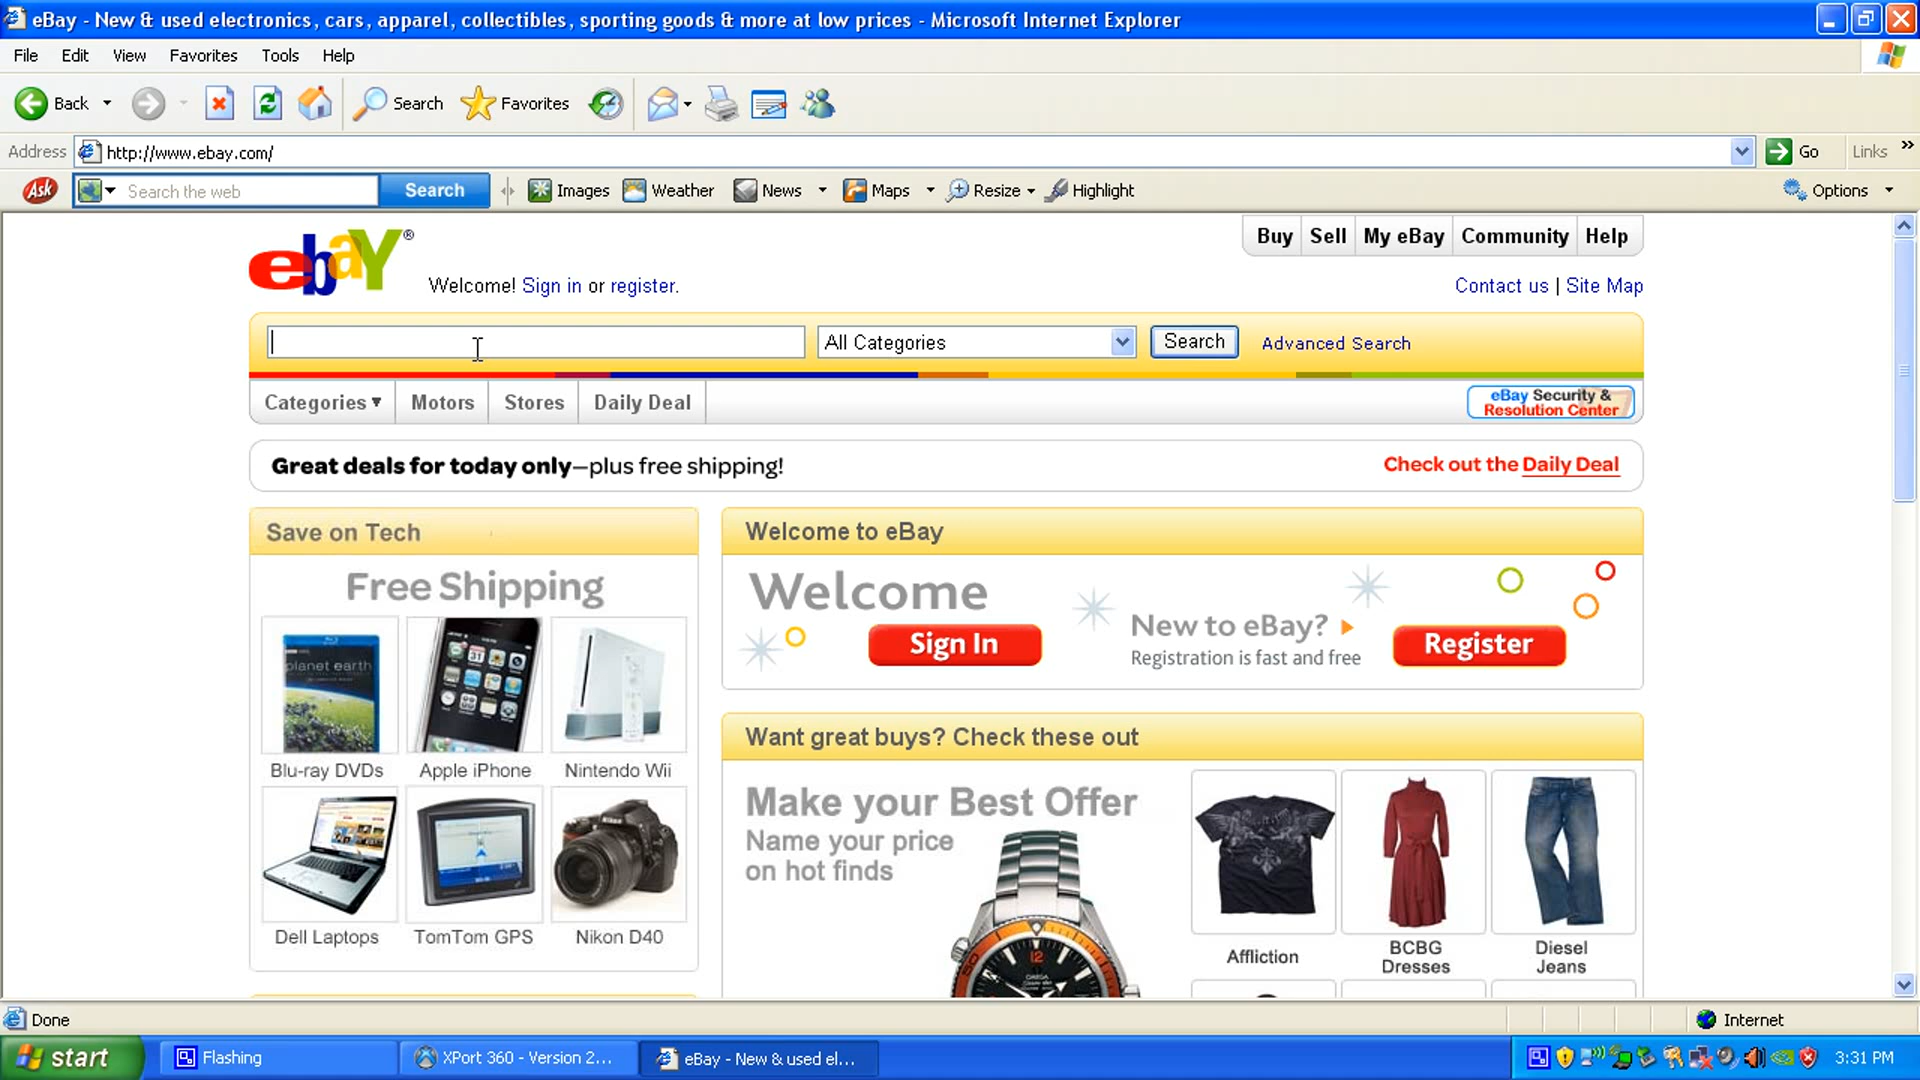 eBay - New & used electronics, cars, apparel, collectibles, sporting goods & more at low prices - Microsoft Internet Explorer
File Edit View Favorites Tools Help
Back Search Favorites
Address http://www.ebay.com/ Go Links »
Ask Search the web Search Images Weather News Maps Resize Highlight Options
ebaY®
Buy Sell My eBay Community Help
Welcome! Sign in or register.
Contact us | Site Map
All Categories Search Advanced Search
Categories Motors Stores Daily Deal
eBay Security &
Resolution Center
Great deals for today only—plus free shipping!
Check out the Daily Deal
Save on Tech
Free Shipping
planet earth
Blu-ray DVDs Apple iPhone Nintendo Wii
Dell Laptops TomTom GPS Nikon D40
Welcome to eBay
Welcome
Sign In
New to eBay?
Registration is fast and free
Register
Want great buys? Check these out
Make your Best Offer
Name your price
on hot finds
12
OMEGA
Affliction
BCBG
Dresses
Diesel
Jeans
Done
Internet
start Flashing XPort 360 - Version 2... eBay - New & used el... 3:31 PM